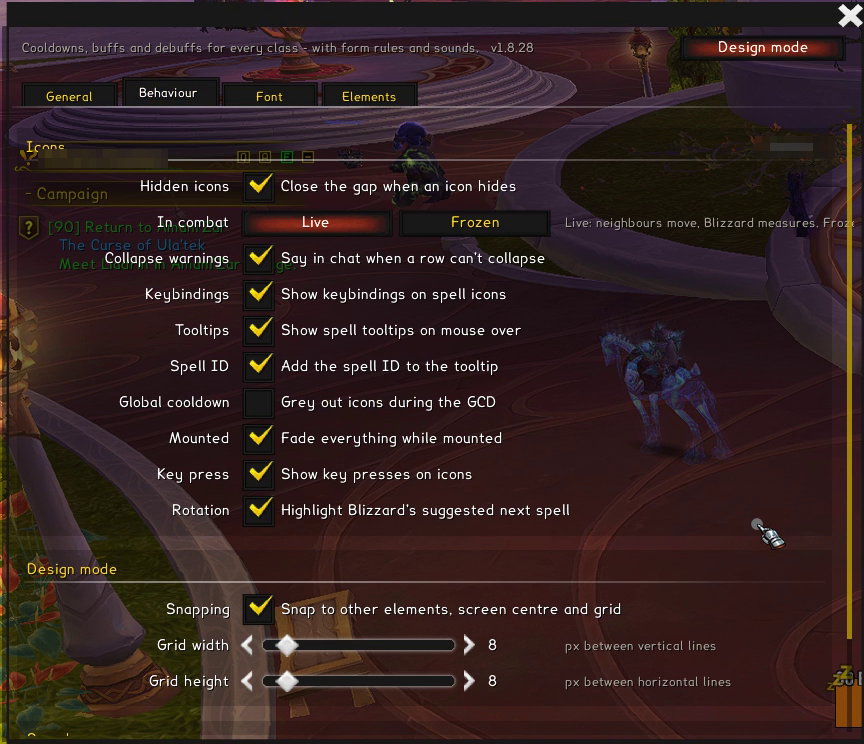 Cooldowns, buffs and debuffs for every class - with form rules and sounds. v1.8.28
Design mode
General
Behaviour
Font
Elements
Icons
- Campaign
Hidden icons
Close the gap when an icon hides
[90] Return to
In combat
Live
Frozen
Live: neighbours move, Blizzard measures. Froze
The Curse of Ula'tek
Collapse warnings
Say in chat when a row can't collapse
Keybindings
Show keybindings on spell icons
Tooltips
Show spell tooltips on mouse over
Spell ID
Add the spell ID to the tooltip
Global cooldown
Grey out icons during the GCD
Mounted
Fade everything while mounted
Key press
Show key presses on icons
Rotation
Highlight Blizzard's suggested next spell
Design mode
Snapping
Snap to other elements, screen centre and grid
Grid width
8
px between vertical lines
Grid height
8
px between horizontal lines